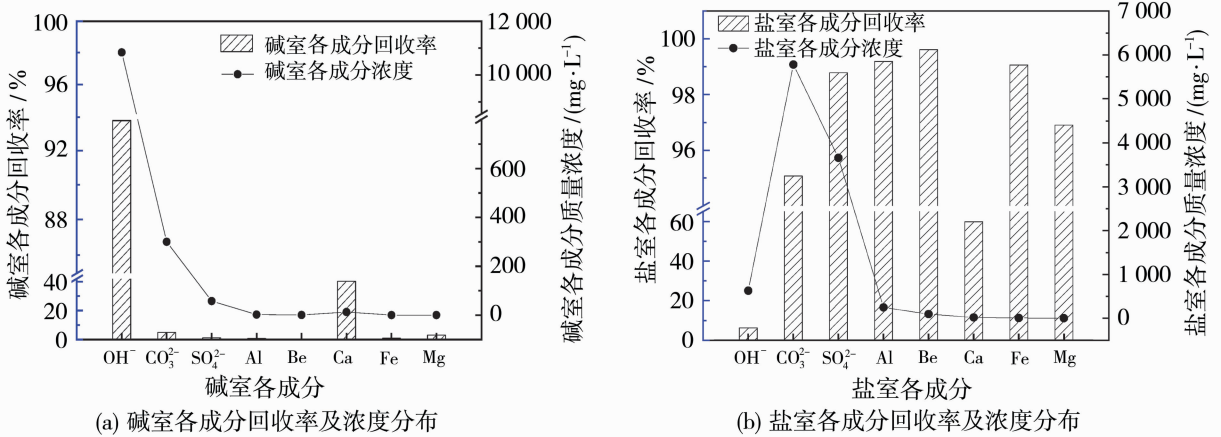 碱室各成分回收率/%
100
96
92
88
40
20
0
碱室各成分回收率
碱室各成分浓度
12 000
10 000
600
400
200
0
碱室各成分质量浓度/(mg·L⁻¹)
OH⁻ CO₃²⁻ SO₄²⁻ Al Be Ca Fe Mg
碱室各成分
(a) 碱室各成分回收率及浓度分布
盐室各成分回收率/%
100
98
96
60
40
20
0
盐室各成分回收率
盐室各成分浓度
7 000
6 000
5 000
4 000
3 000
2 000
1 000
0
盐室各成分质量浓度/(mg·L⁻¹)
OH⁻ CO₃²⁻ SO₄²⁻ Al Be Ca Fe Mg
盐室各成分
(b) 盐室各成分回收率及浓度分布